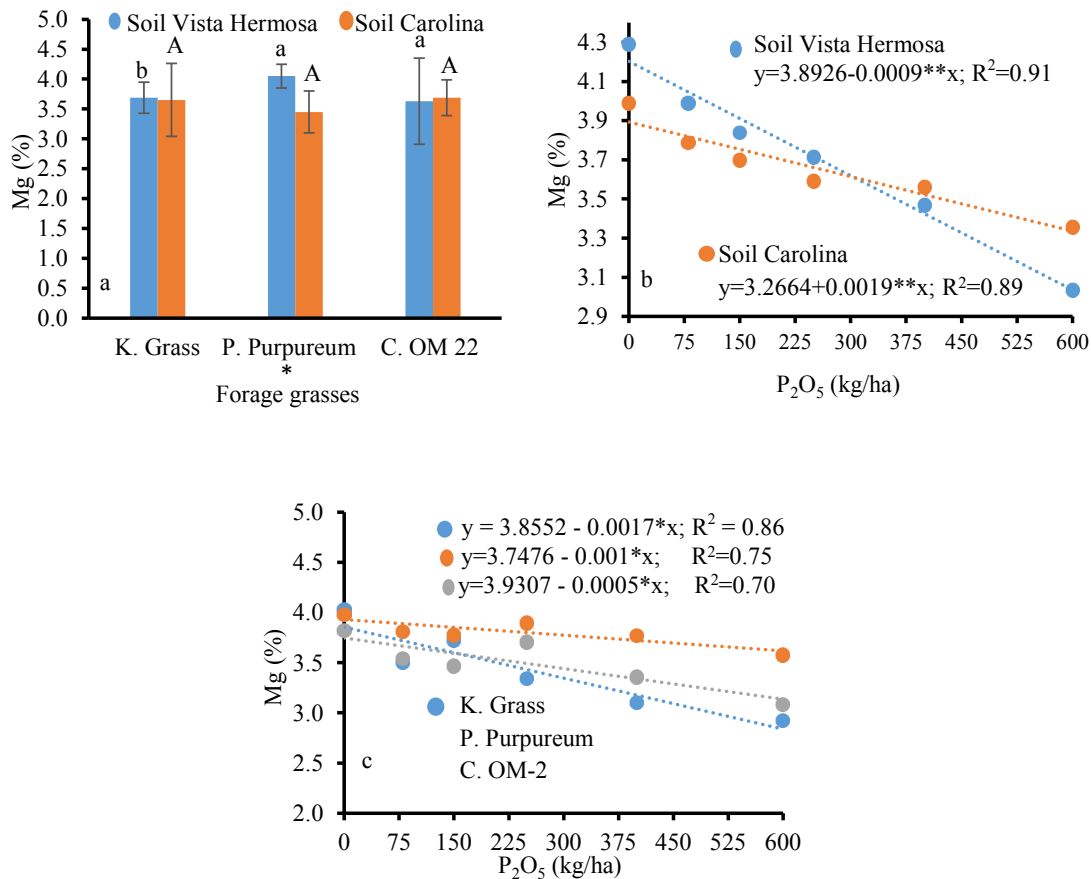 Soil Vista Hermosa Soil Carolina
5.0
4.5
4.0
3.5
3.0
2.5
2.0
1.5
1.0
0.5
0.0
Mg (%)
b A a A a A
a
K. Grass P. Purpureum C. OM 22
*
Forage grasses
4.3
4.1
3.9
3.7
3.5
3.3
3.1
2.9
Mg (%)
Soil Vista Hermosa
y=3.8926-0.0009**x; R²=0.91
Soil Carolina
y=3.2664+0.0019**x; R²=0.89
b
0 75 150 225 300 375 450 525 600
P₂O₅ (kg/ha)
5.0
4.5
4.0
3.5
3.0
2.5
2.0
Mg (%)
y = 3.8552 - 0.0017*x; R² = 0.86
y=3.7476 - 0.001*x; R²=0.75
y=3.9307 - 0.0005*x; R²=0.70
K. Grass
P. Purpureum
C. OM-2
c
0 75 150 225 300 375 450 525 600
P₂O₅ (kg/ha)